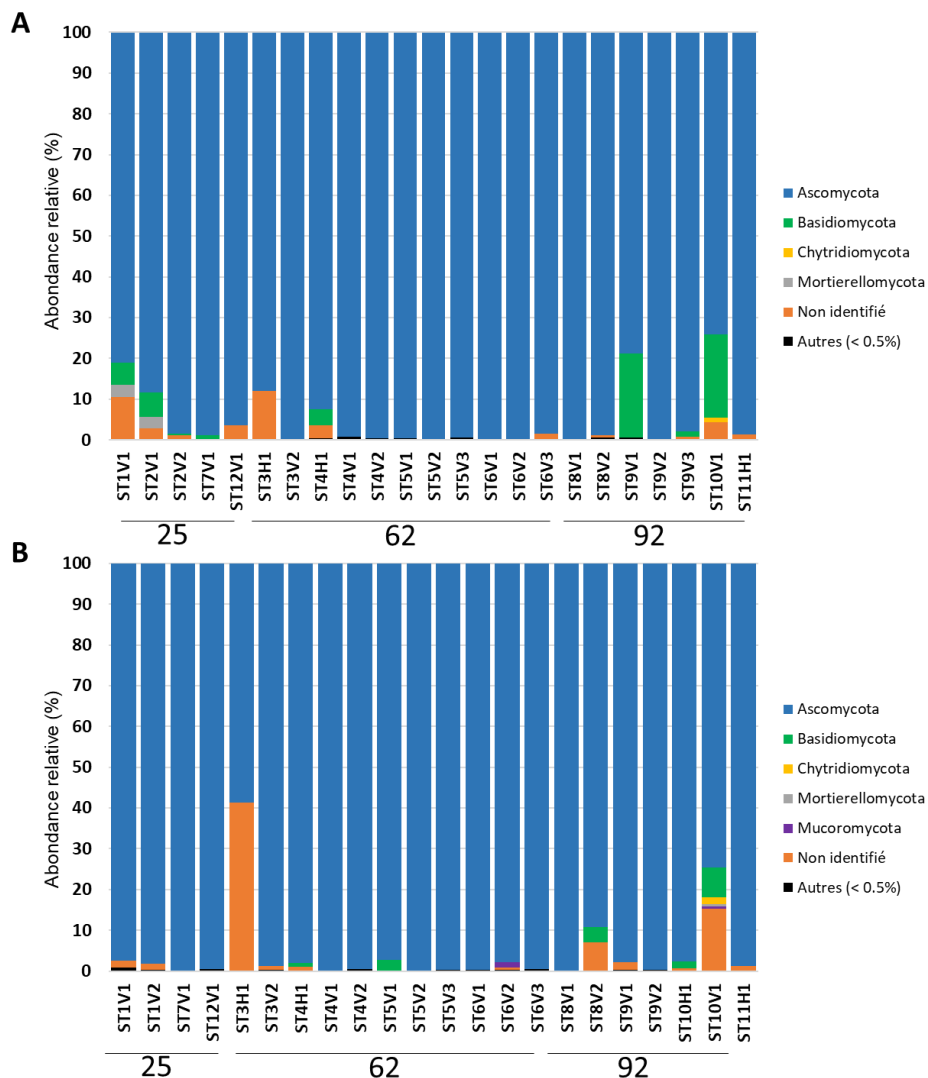 A
Abondance relative (%)
100
90
80
70
60
50
40
30
20
10
0
ST1V1
ST2V1
ST2V2
ST7V1
ST12V1
ST3H1
ST3V2
ST4H1
ST4V1
ST4V2
ST5V1
ST5V2
ST5V3
ST6V1
ST6V2
ST6V3
ST8V1
ST8V2
ST9V1
ST9V2
ST9V3
ST10V1
ST11H1
25
62
92
Ascomycota
Basidiomycota
Chytridiomycota
Mortierellomycota
Non identifié
Autres (< 0.5%)
B
Abondance relative (%)
100
90
80
70
60
50
40
30
20
10
0
ST1V1
ST1V2
ST7V1
ST12V1
ST3H1
ST3V2
ST4H1
ST4V1
ST4V2
ST5V1
ST5V2
ST5V3
ST6V1
ST6V2
ST6V3
ST8V1
ST8V2
ST9V1
ST9V2
ST10H1
ST10V1
ST11H1
25
62
92
Ascomycota
Basidiomycota
Chytridiomycota
Mortierellomycota
Mucoromycota
Non identifié
Autres (< 0.5%)